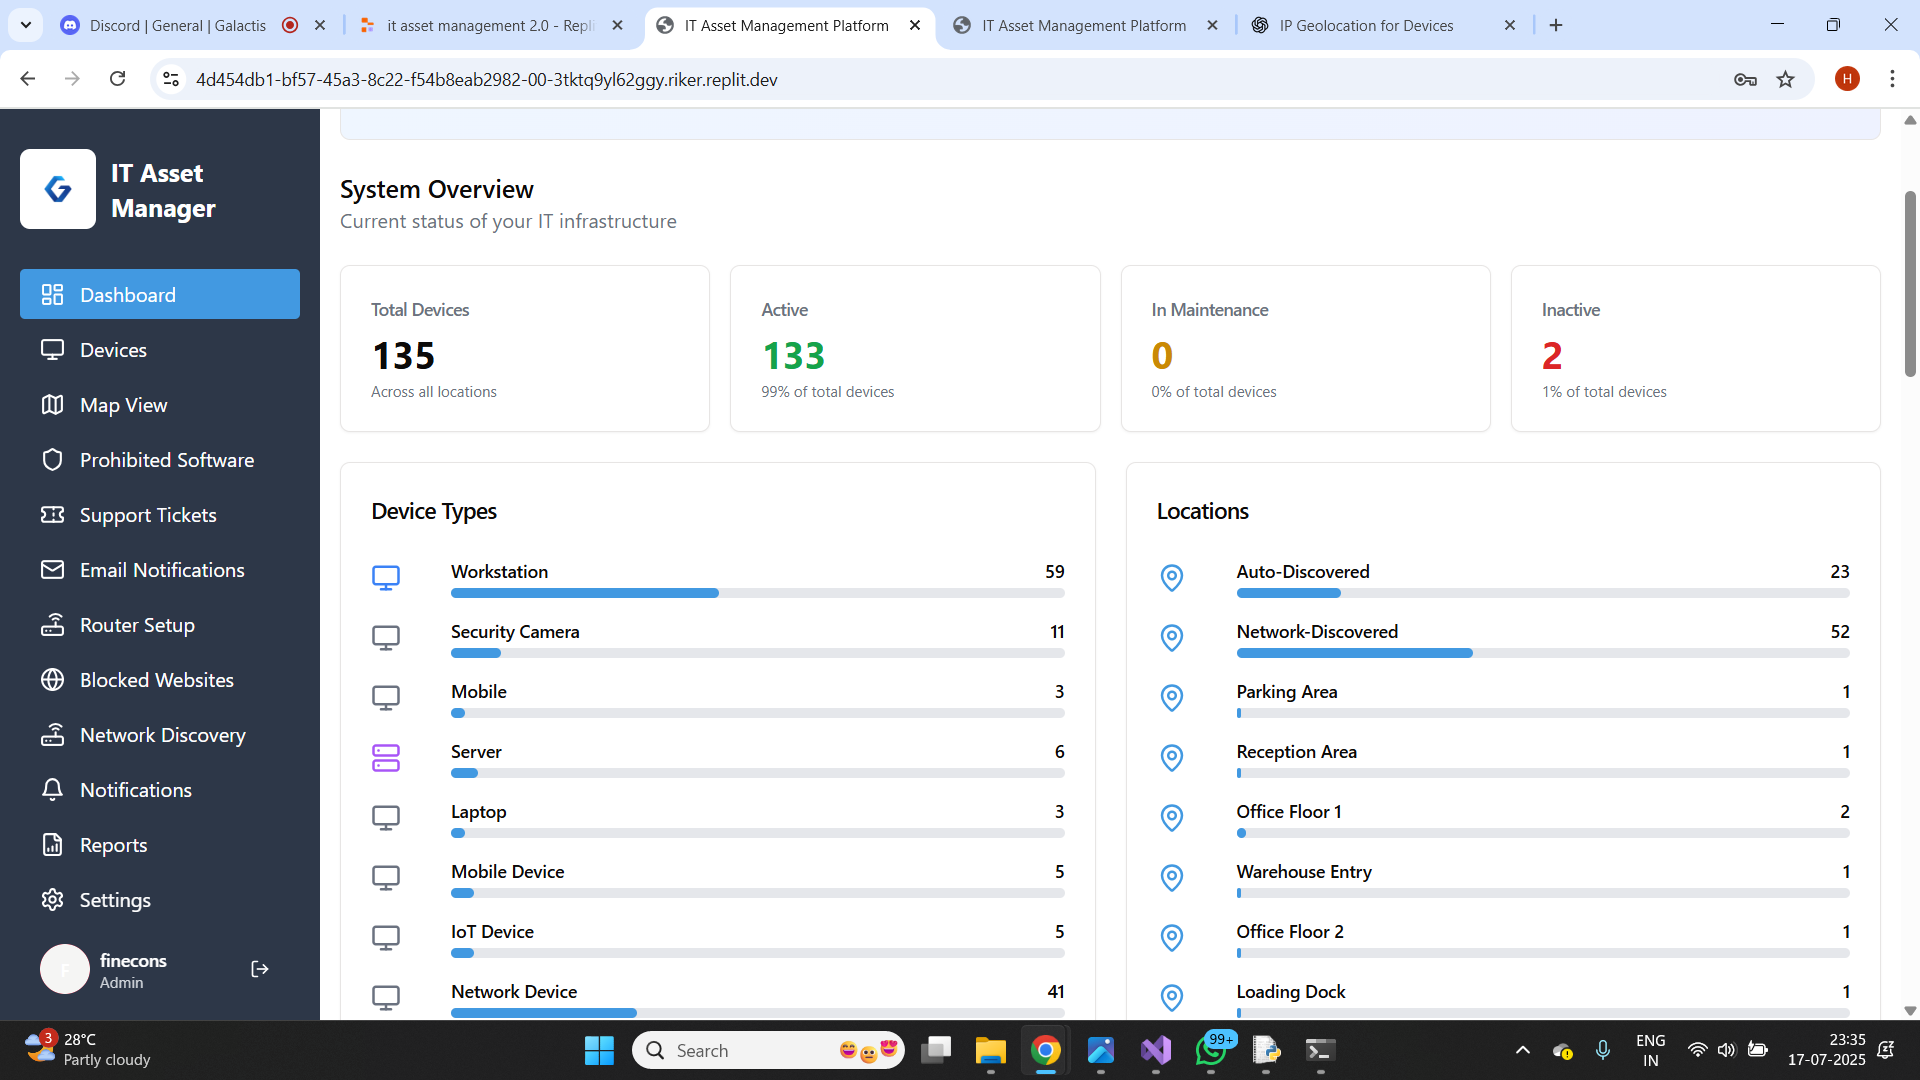 Discord | General | Galactis
it asset management 2.0 - Repli
IT Asset Management Platform
IT Asset Management Platform
IP Geolocation for Devices
4d454db1-bf57-45a3-8c22-f54b8eab2982-00-3tktq9yl62ggy.riker.replit.dev
H
IT Asset
Manager
Dashboard
Devices
Map View
Prohibited Software
Support Tickets
Email Notifications
Router Setup
Blocked Websites
Network Discovery
Notifications
Reports
Settings
F
finecons
Admin
System Overview
Current status of your IT infrastructure
Total Devices
135
Across all locations
Active
133
99% of total devices
In Maintenance
0
0% of total devices
Inactive
2
1% of total devices
Device Types
Workstation 59
Security Camera 11
Mobile 3
Server 6
Laptop 3
Mobile Device 5
IoT Device 5
Network Device 41
Locations
Auto-Discovered 23
Network-Discovered 52
Parking Area 1
Reception Area 1
Office Floor 1 2
Warehouse Entry 1
Office Floor 2 1
Loading Dock 1
3
28°C
Partly cloudy
Search
99+
ENG
IN
23:35
17-07-2025